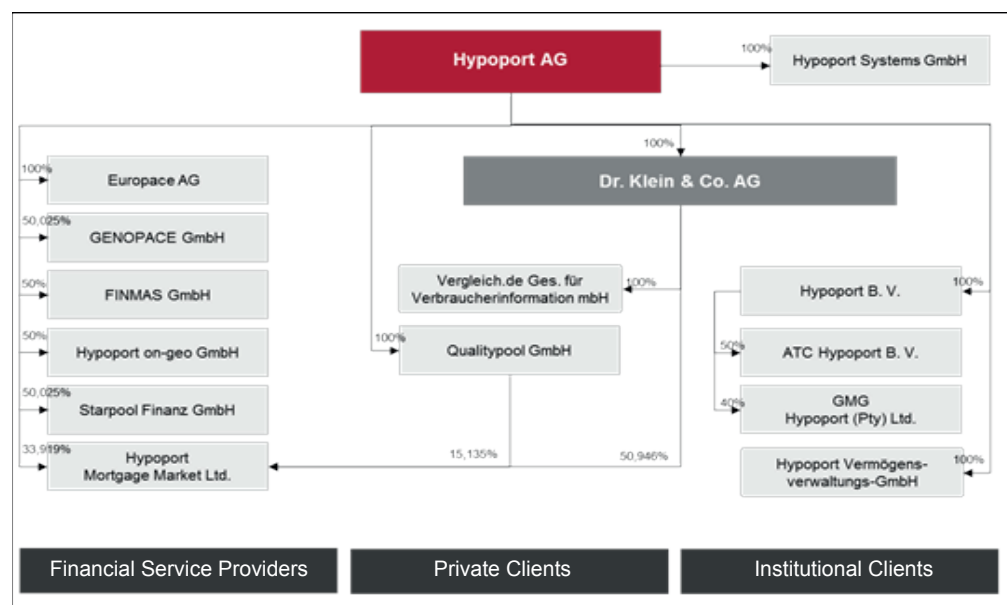 Hypoport AG
100%
Hypoport Systems GmbH
100%
Dr. Klein & Co. AG
100%
Europace AG
50,025%
GENOPACE GmbH
50%
FINMAS GmbH
50%
Hypoport on-geo GmbH
50,025%
Starpool Finanz GmbH
33,919%
Hypoport
Mortgage Market Ltd.
Vergleich.de Ges. für
Verbraucherinformation mbH
100%
100%
Qualitypool GmbH
15,135%
50,946%
Hypoport B. V.
100%
50%
ATC Hypoport B. V.
40%
GMG
Hypoport (Pty) Ltd.
Hypoport Vermögens-
verwaltungs-GmbH
100%
Financial Service Providers
Private Clients
Institutional Clients